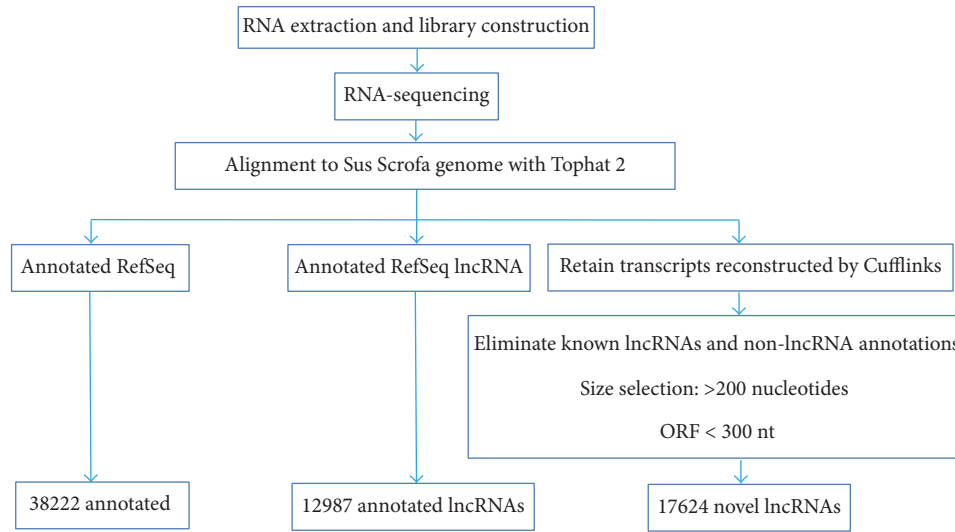 RNA extraction and library construction
RNA-sequencing
Alignment to Sus Scrofa genome with Tophat 2
Annotated RefSeq
Annotated RefSeq lncRNA
Retain transcripts reconstructed by Cufflinks
Eliminate known lncRNAs and non-lncRNA annotations
Size selection: >200 nucleotides
ORF < 300 nt
38222 annotated
12987 annotated lncRNAs
17624 novel lncRNAs